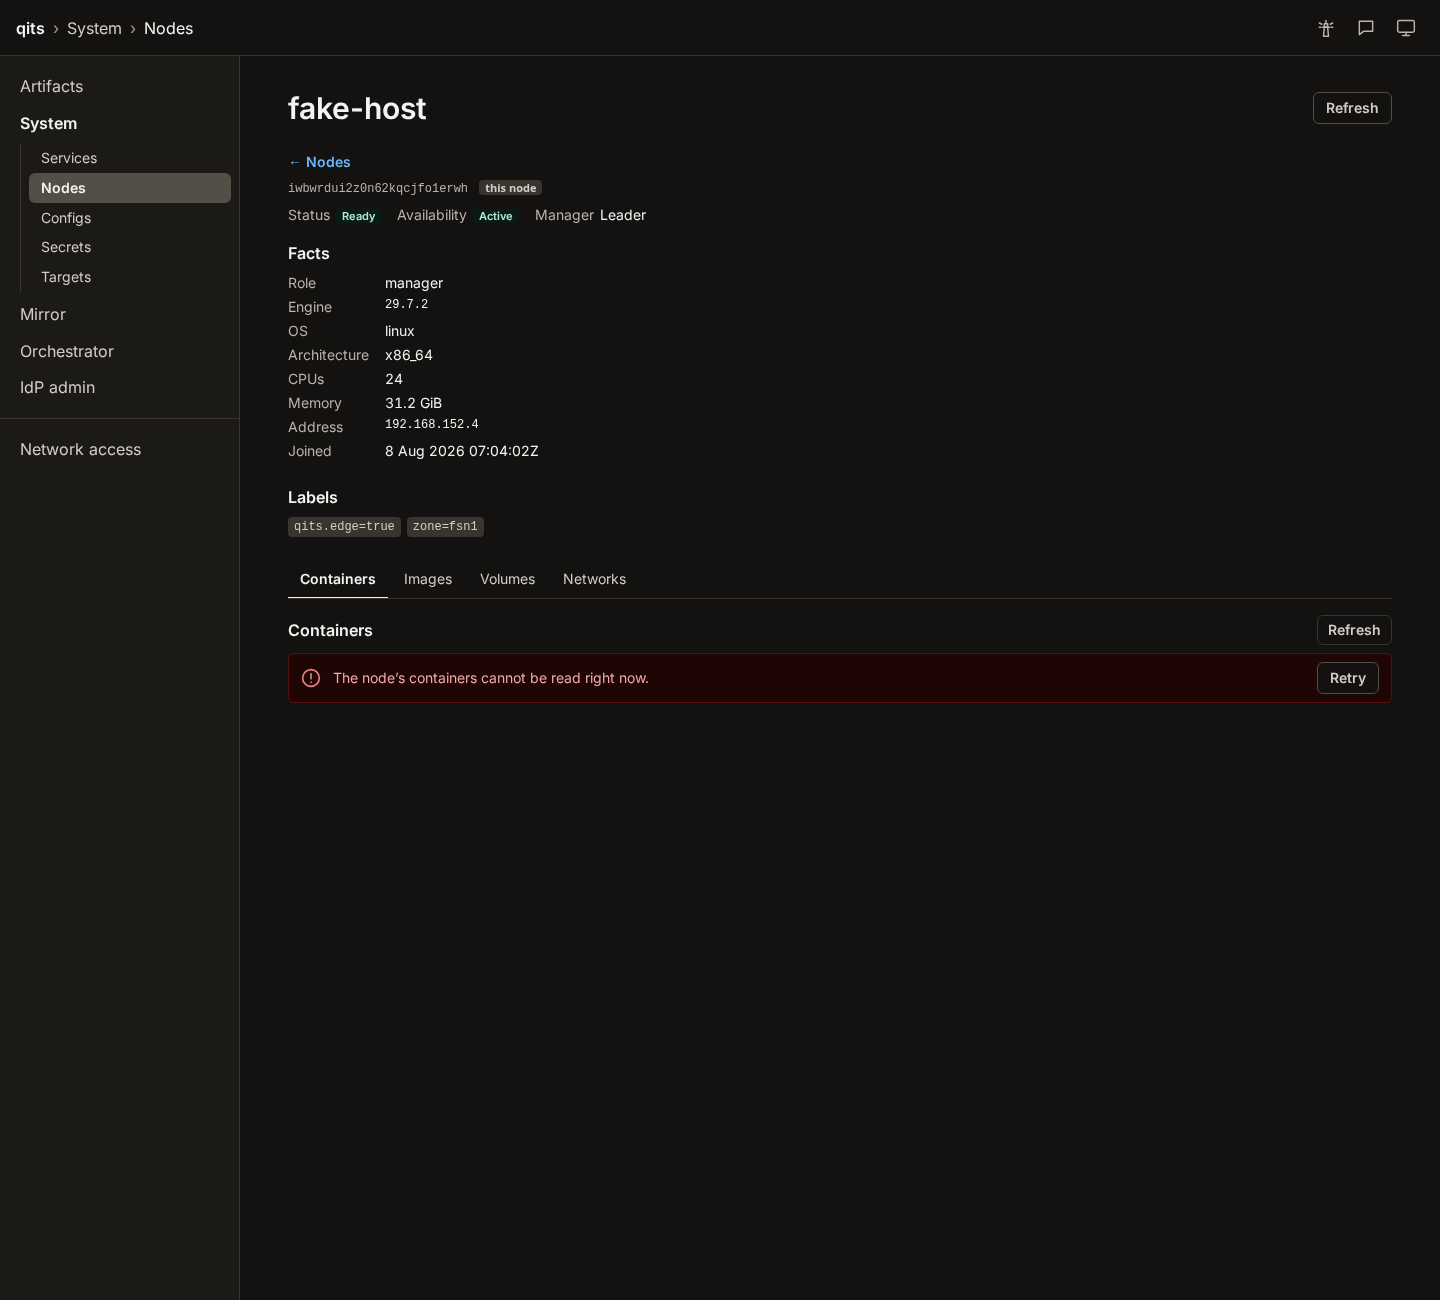 qits › System › Nodes
Artifacts
System
Services
Nodes
Configs
Secrets
Targets
Mirror
Orchestrator
IdP admin
Network access
fake-host
Refresh
← Nodes
iwbwrdui2z0n62kqcjfo1erwh this node
Status Ready Availability Active Manager Leader
Facts
Role manager
Engine 29.7.2
OS linux
Architecture x86_64
CPUs 24
Memory 31.2 GiB
Address 192.168.152.4
Joined 8 Aug 2026 07:04:02Z
Labels
qits.edge=true zone=fsn1
Containers Images Volumes Networks
Containers Refresh
The node’s containers cannot be read right now. Retry